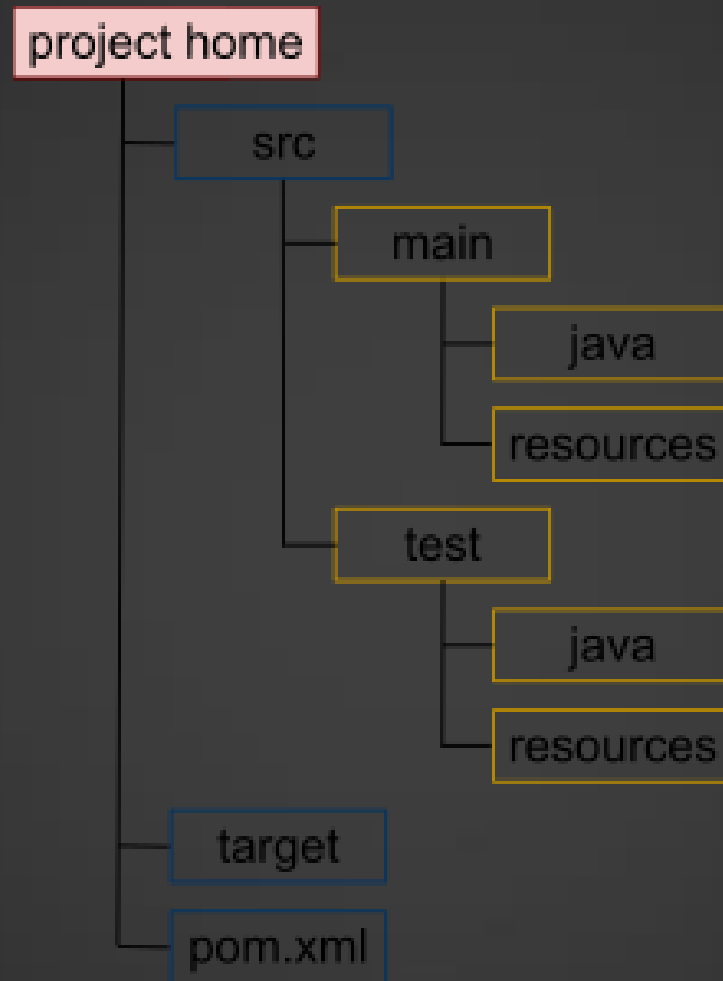 project home
src
main
java
resources
test
java
resources
target
pom.xml